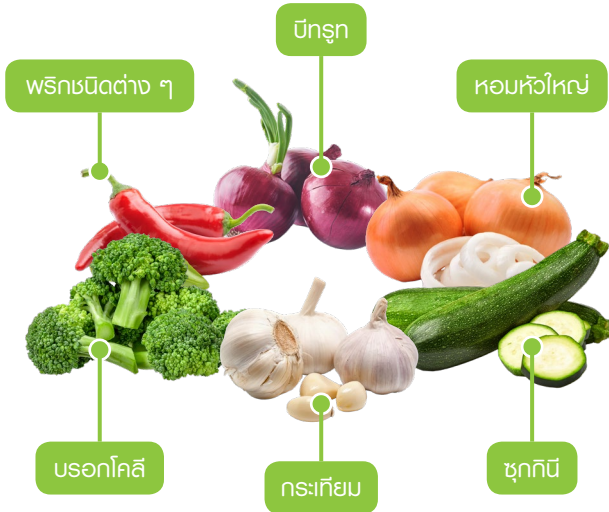 บีทรูท
พริกชนิดต่าง ๆ
หอมหัวใหญ่
บรอกโคลี
กระเทียม
ซุกกินี